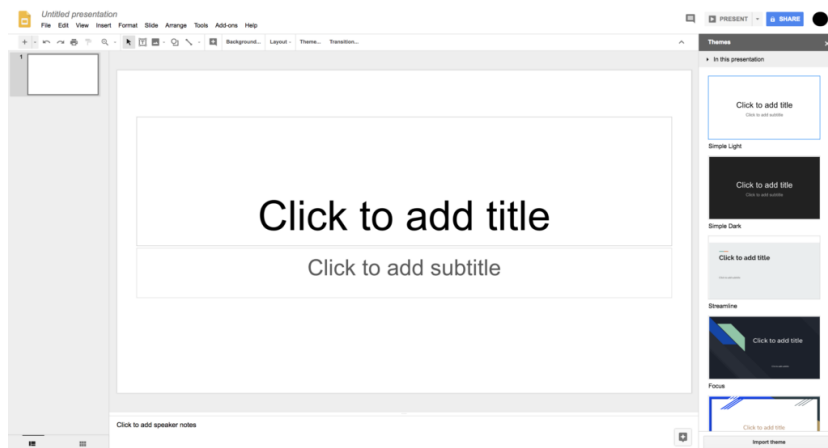 Untitled presentation
File Edit View Insert Format Slide Arrange Tools Add-ons Help
PRESENT
SHARE
Background... Layout Theme... Transition...
Themes
In this presentation
1
Click to add title
Click to add subtitle
Click to add speaker notes
Click to add title
Click to add subtitle
Simple Light
Click to add title
Click to add subtitle
Simple Dark
Click to add title
Streamline
Click to add title
Focus
Click to add title
Import theme